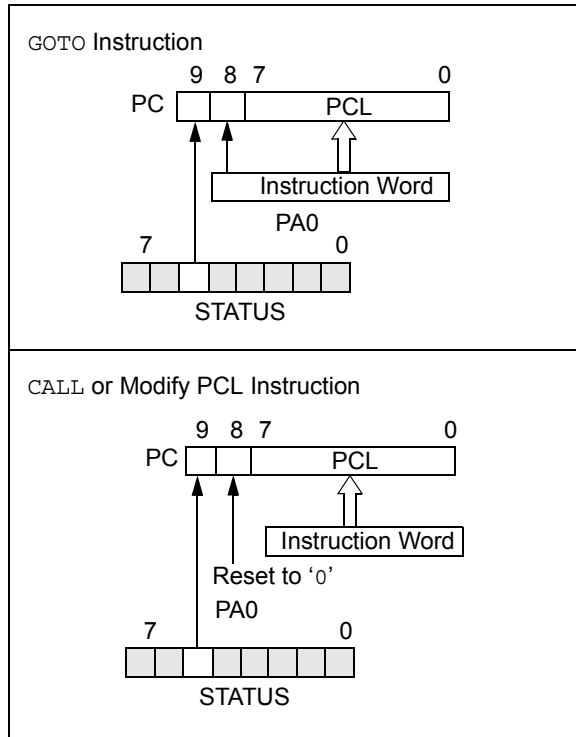 GOTO Instruction
9 8 7 0
PC PCL
Instruction Word
PA0
7 0
STATUS
CALL or Modify PCL Instruction
9 8 7 0
PC PCL
Instruction Word
Reset to ‘0’
PA0
7 0
STATUS